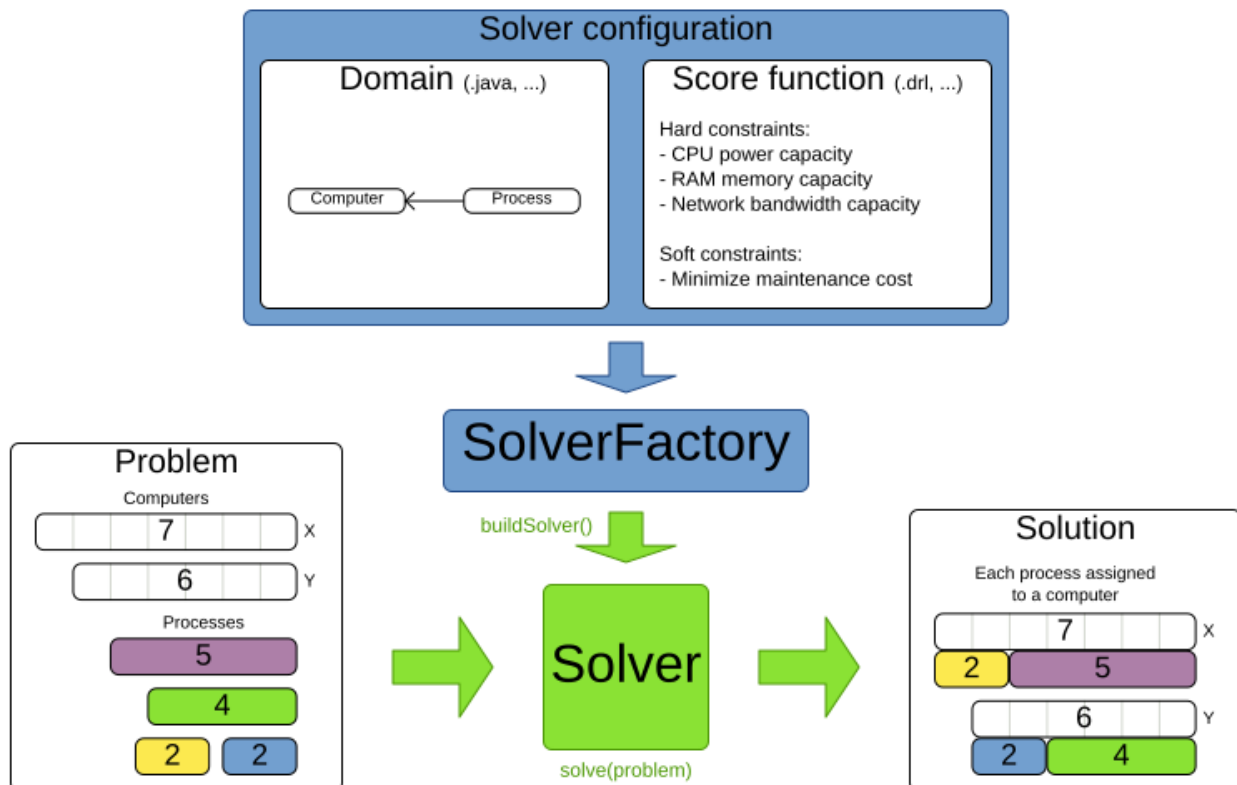 Solver configuration
Domain (.java, ...)
Computer
Process
Score function (.drl, ...)
Hard constraints:
- CPU power capacity
- RAM memory capacity
- Network bandwidth capacity
Soft constraints:
- Minimize maintenance cost
SolverFactory
buildSolver()
Problem
Computers
7 X
6 Y
Processes
5
4
2 2
Solver
solve(problem)
Solution
Each process assigned
to a computer
7 X
2 5
6 Y
2 4